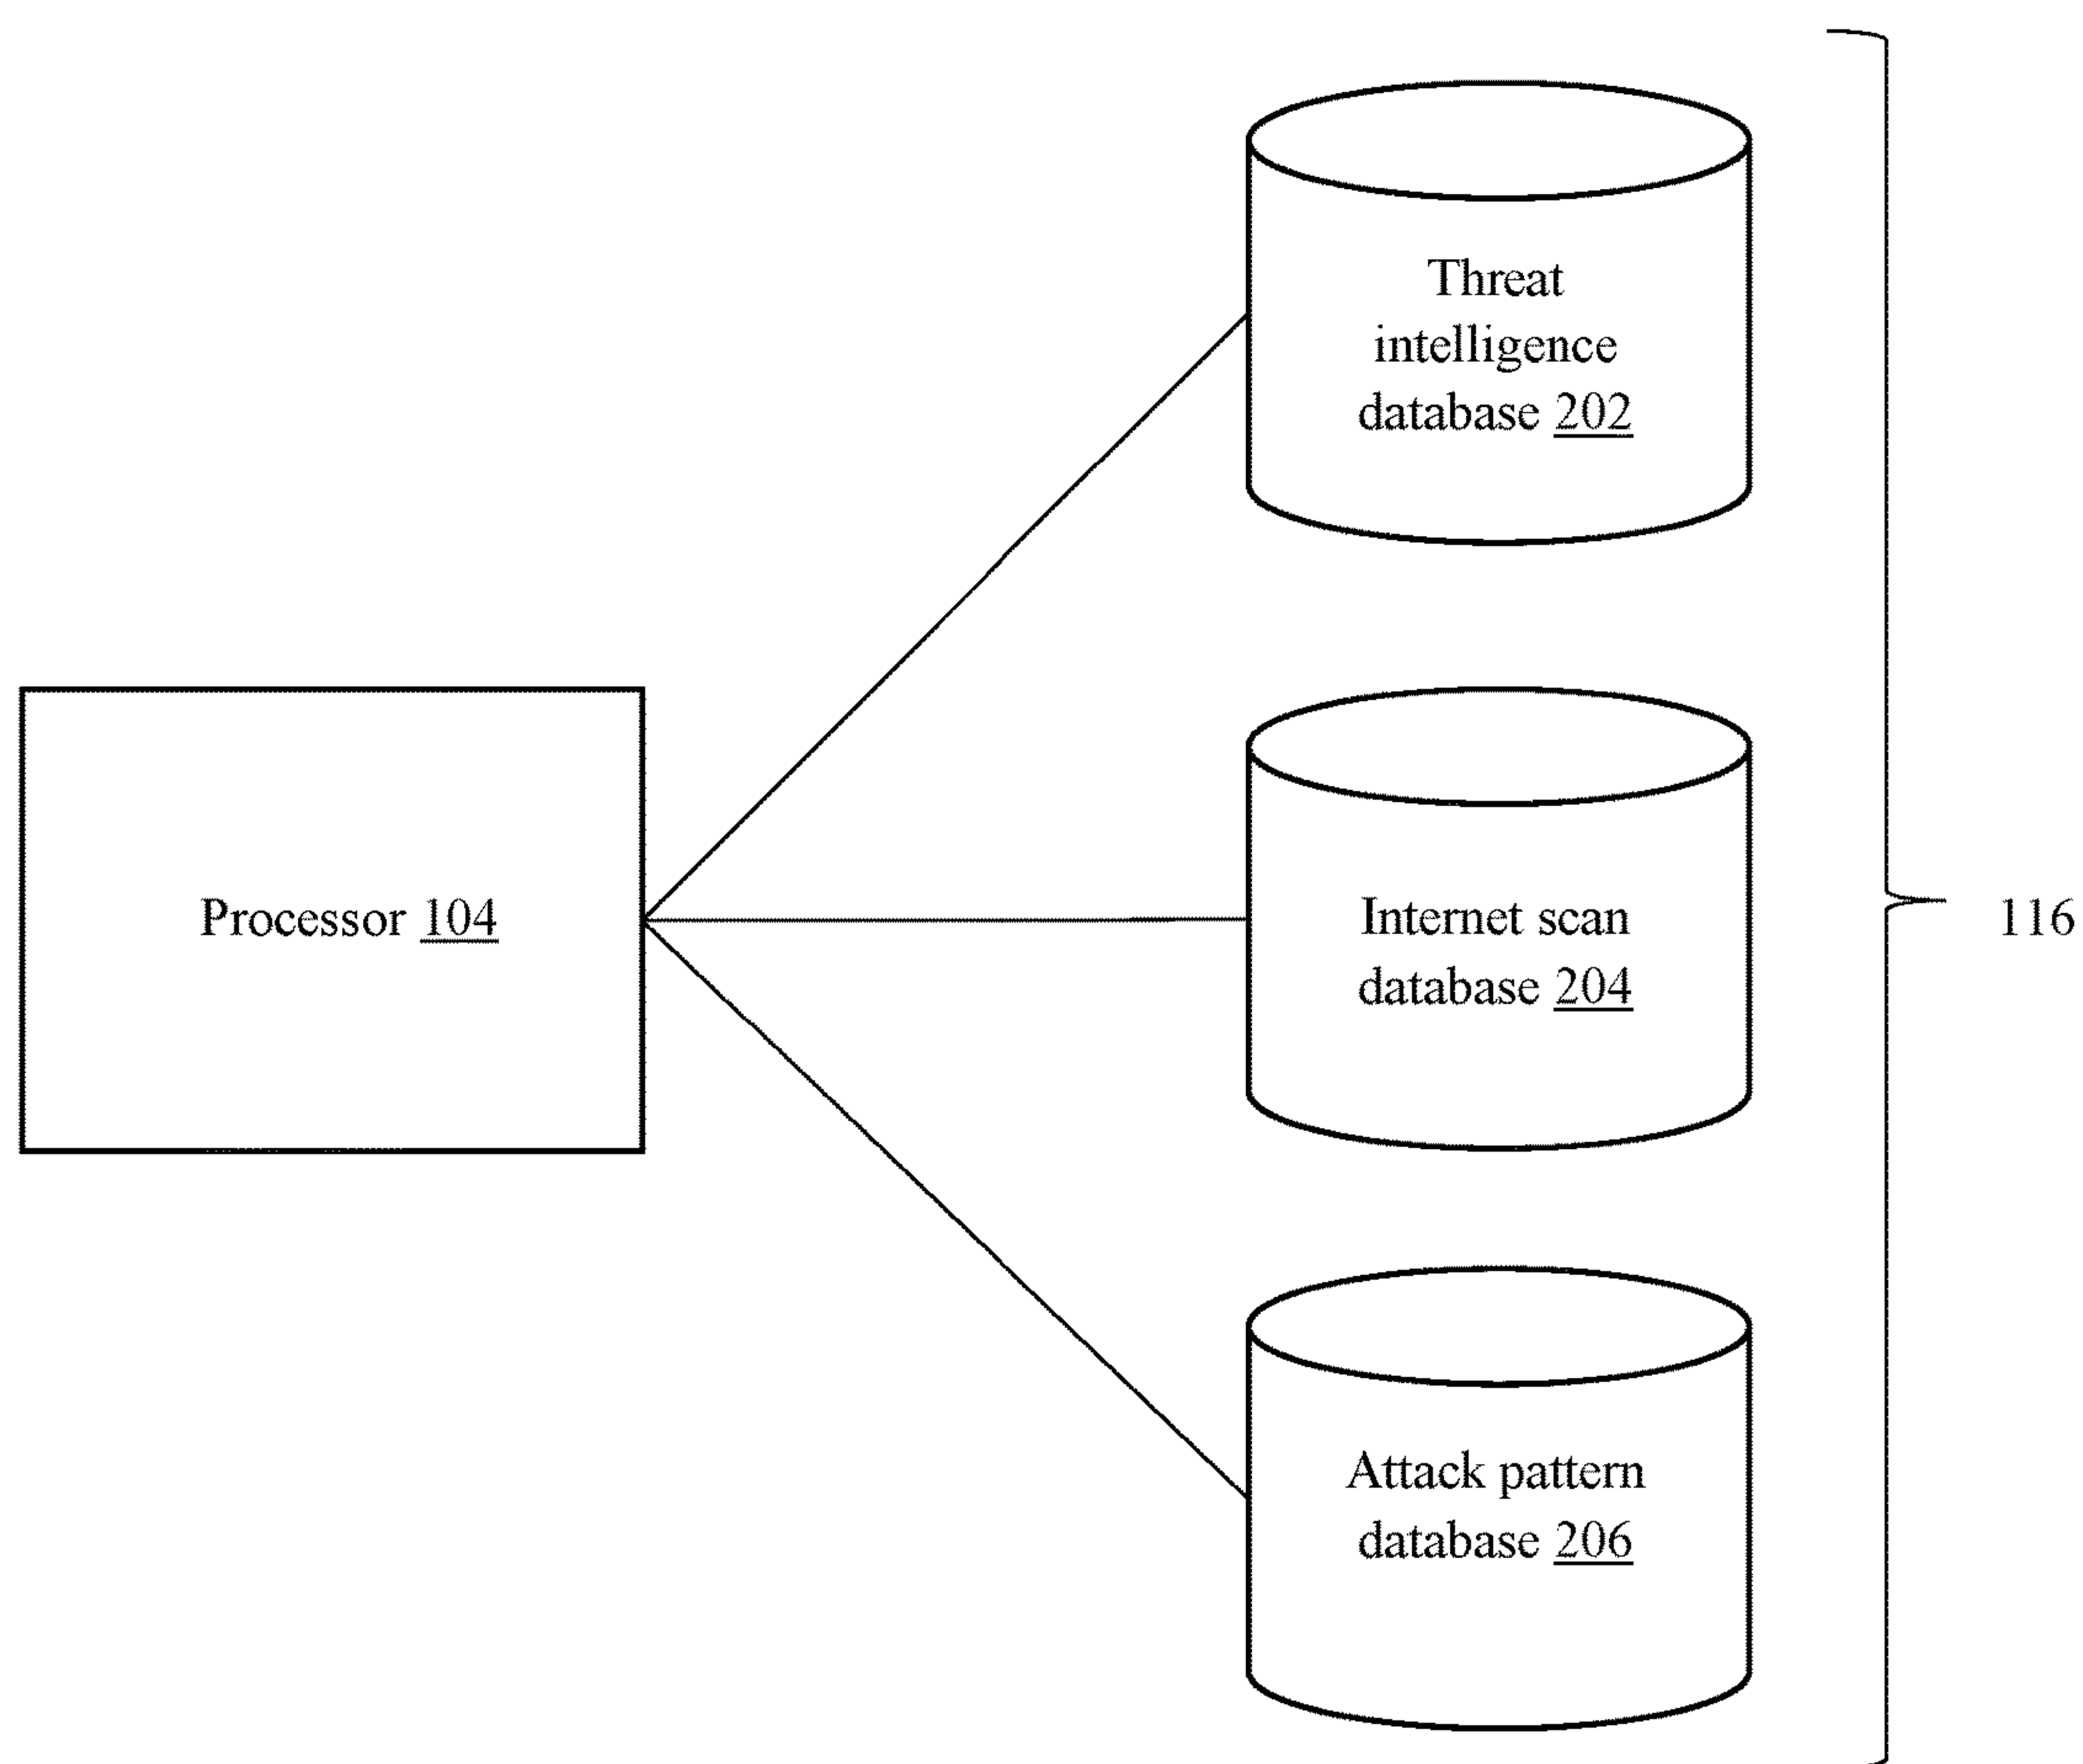 Threat
intelligence
database 202
Processor 104
Internet scan
database 204
116
Attack pattern
database 206